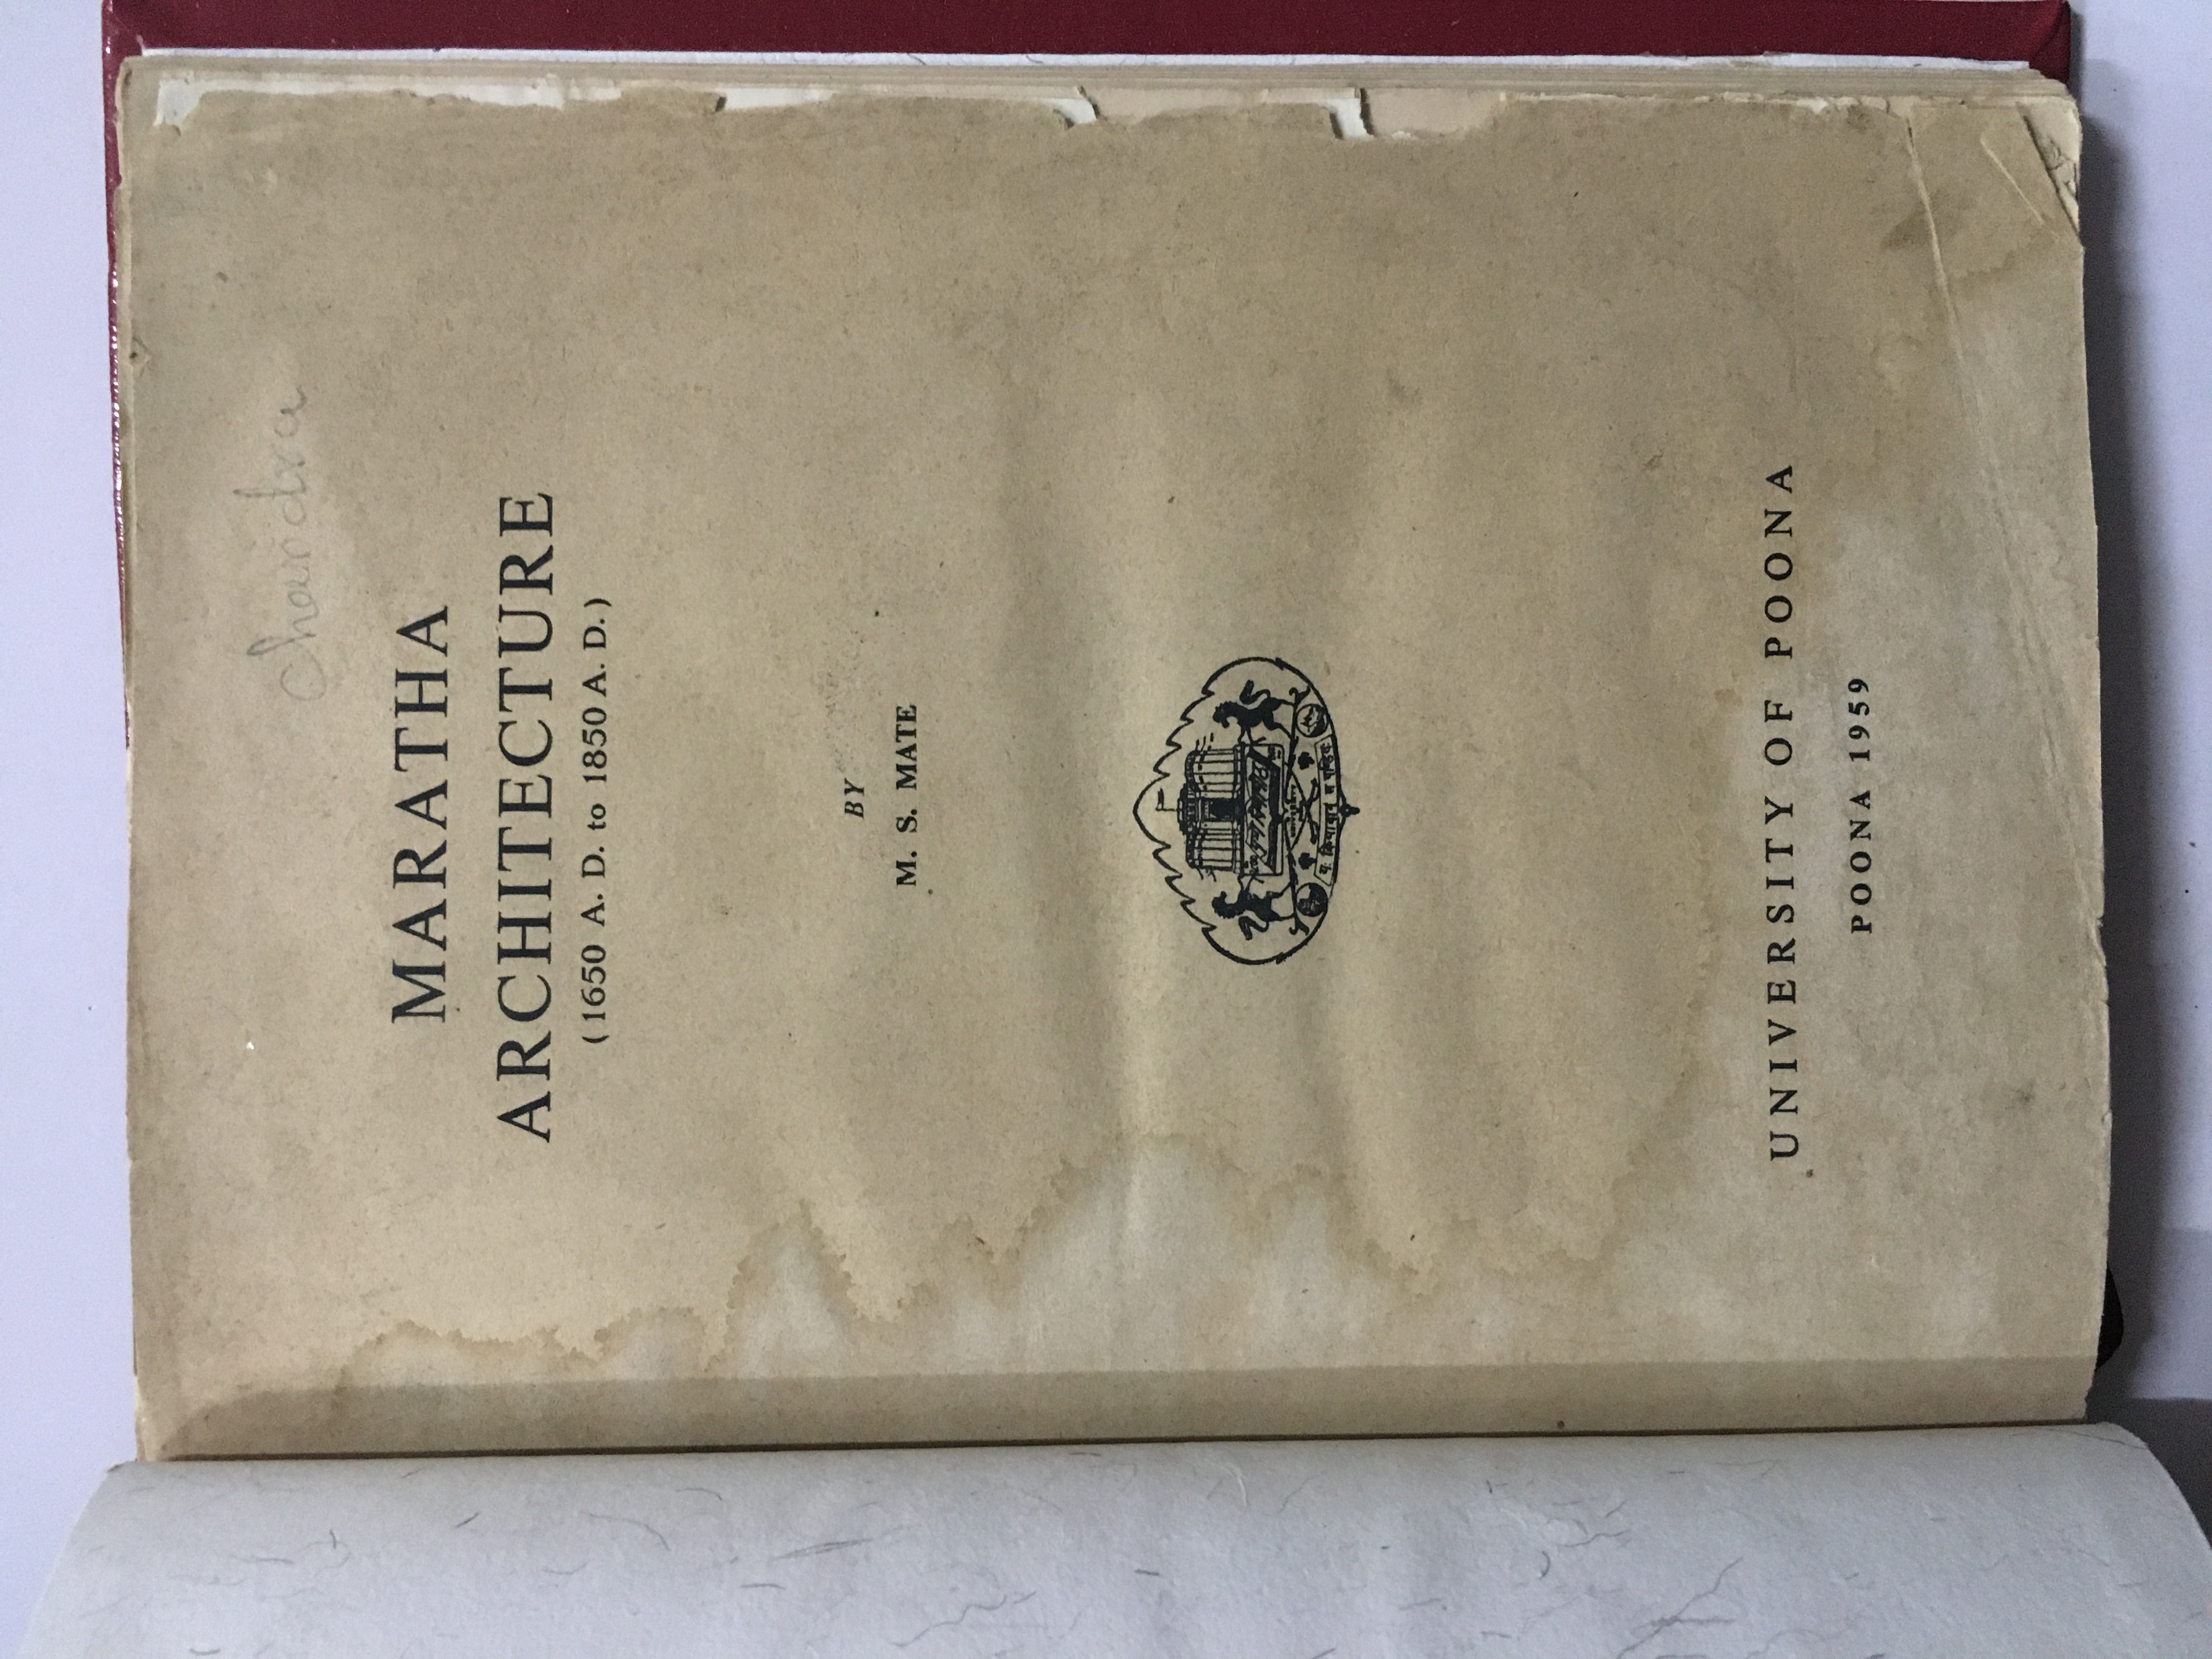 Chandra
MARATHA
ARCHITECTURE
(1650 A. D. to 1850 A. D.)
BY
M. S. MATE
UNIVERSITY OF POONA
POONA 1959